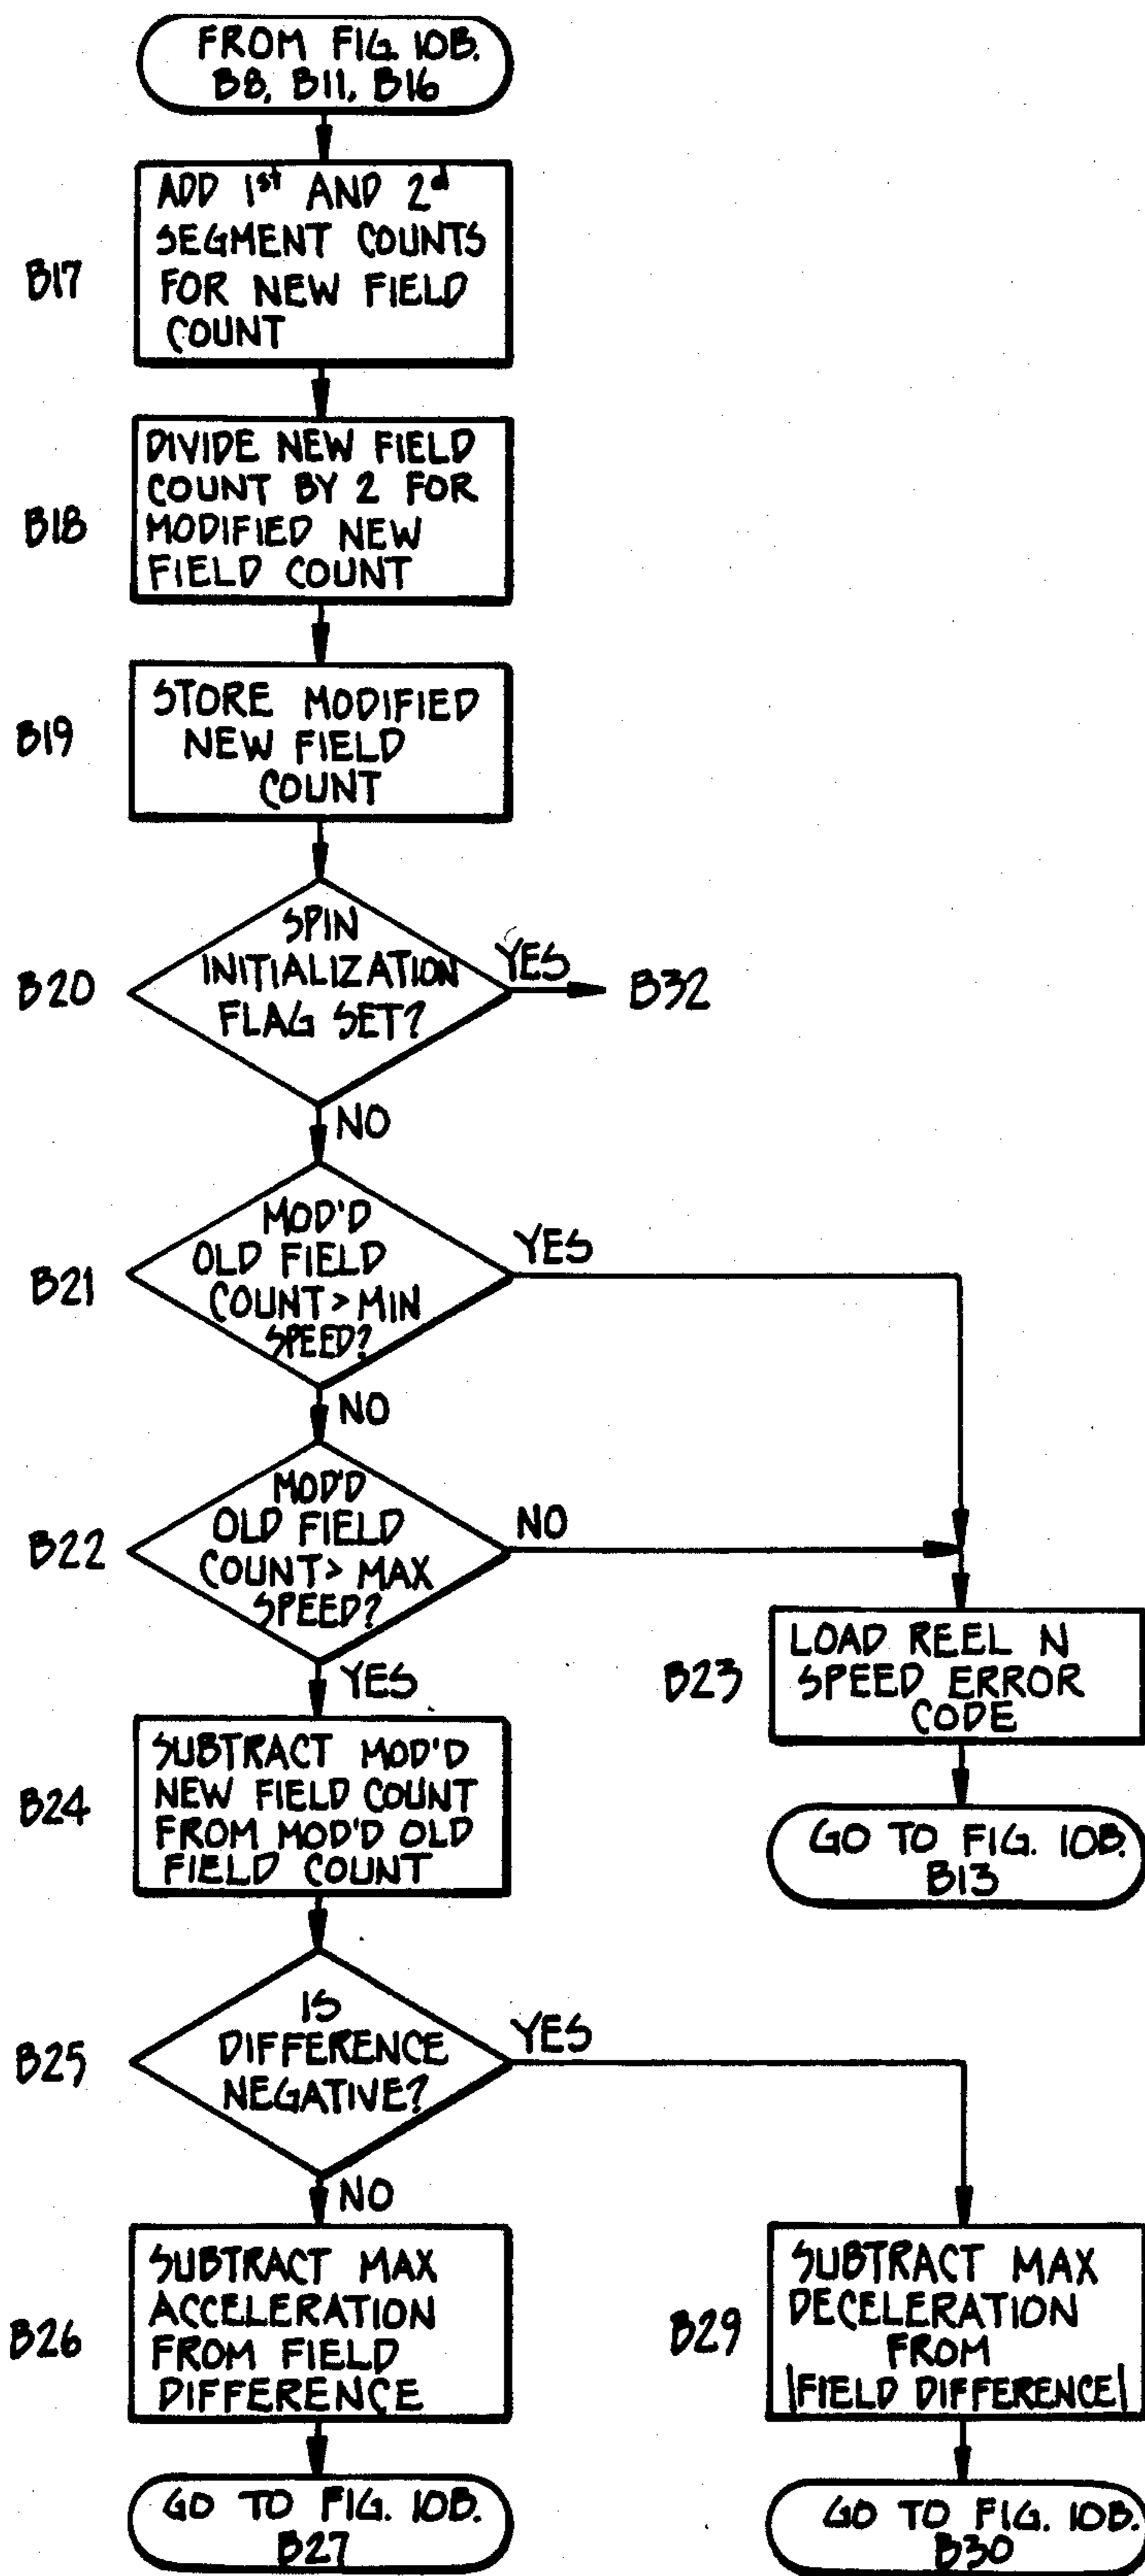 FROM FIG. 10B.
B8, B11, B16
B17
ADD 1st AND 2d
SEGMENT COUNTS
FOR NEW FIELD
COUNT
B18
DIVIDE NEW FIELD
COUNT BY 2 FOR
MODIFIED NEW
FIELD COUNT
B19
STORE MODIFIED
NEW FIELD
COUNT
B20
SPIN
INITIALIZATION
FLAG SET?
YES
B32
NO
B21
MOD'D
OLD FIELD
COUNT > MIN
SPEED?
YES
NO
B22
MOD'D
OLD FIELD
COUNT > MAX
SPEED?
NO
YES
B23
LOAD REEL N
SPEED ERROR
CODE
GO TO FIG. 10B.
B13
B24
SUBTRACT MOD'D
NEW FIELD COUNT
FROM MOD'D OLD
FIELD COUNT
B25
IS
DIFFERENCE
NEGATIVE?
YES
NO
B26
SUBTRACT MAX
ACCELERATION
FROM FIELD
DIFFERENCE
GO TO FIG. 10B.
B27
B29
SUBTRACT MAX
DECELERATION
FROM
|FIELD DIFFERENCE|
GO TO FIG. 10B.
B30